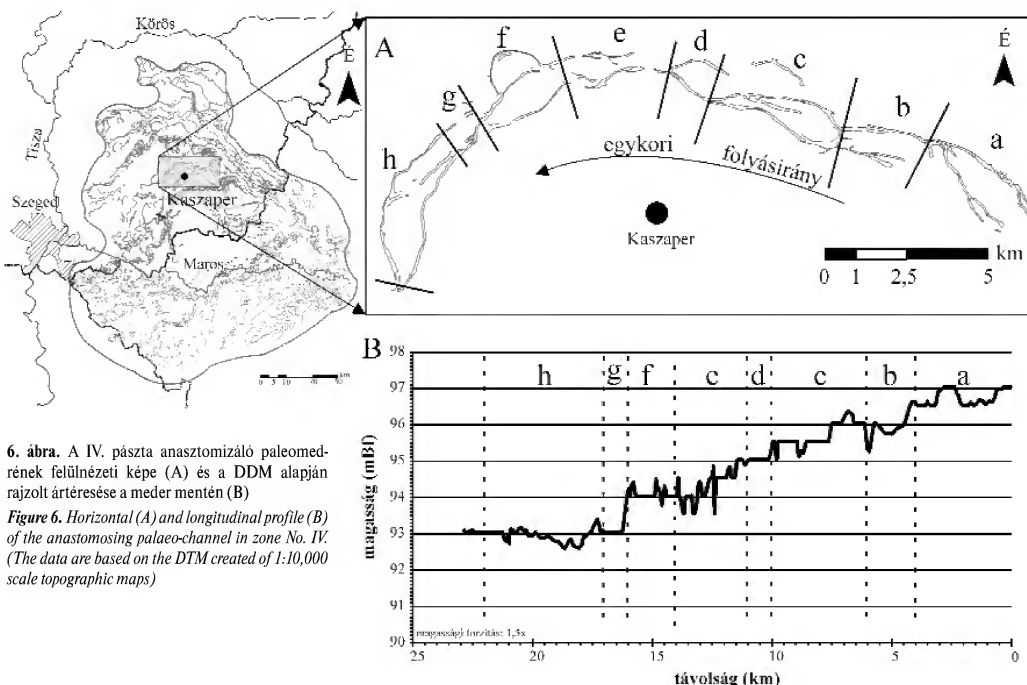 Körös
É
Tisza
Szeged
Kaszaper
Maros
km
A
f
e
d
c
É
g
b
a
h
egykori
folyásirány
Kaszaper
km
0 1 2,5 5
B
98
97
96
95
94
93
92
91
90
h g f c d c b a
magasság (mBf)
magassági torzítás: 1,5x
25 20 15 10 5 0
távolság (km)
6. ábra. A IV. pászta anasztomizáló paleomed-
rének felülnézeti képe (A) és a DDM alapján
rajzolt ártéresése a meder mentén (B)
Figure 6. Horizontal (A) and longitudinal profile (B)
of the anastomosing palaeo-channel in zone No. IV.
(The data are based on the DTM created of 1:10,000
scale topographic maps)